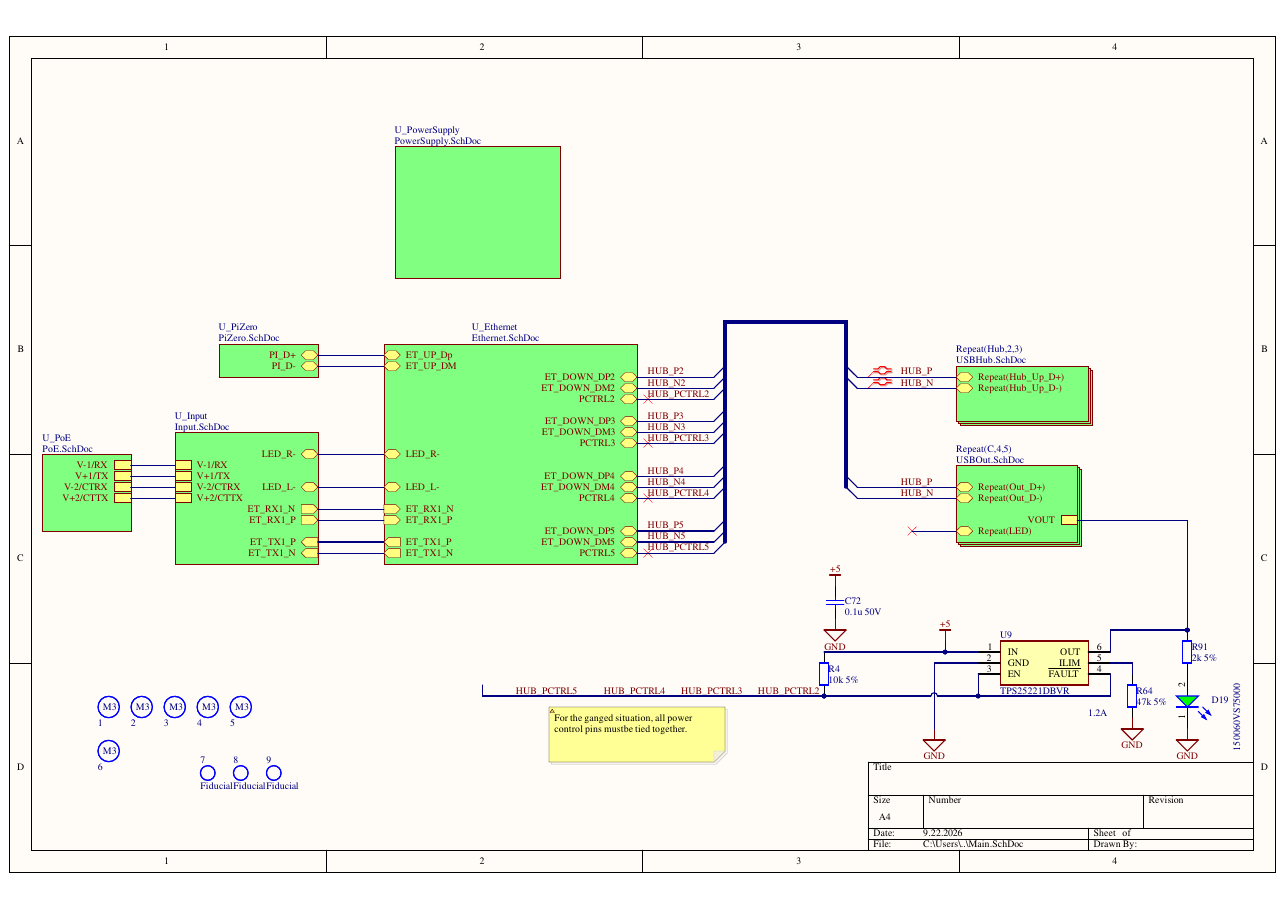 1 2 3 4
A A
U_PowerSupply
PowerSupply.SchDoc
B B
U_PiZero
PiZero.SchDoc
PI_D+
PI_D-
U_Ethernet
Ethernet.SchDoc
ET_UP_Dp
ET_UP_DM
ET_DOWN_DP2
ET_DOWN_DM2
PCTRL2
ET_DOWN_DP3
ET_DOWN_DM3
PCTRL3
LED_R-
ET_DOWN_DP4
LED_L-
ET_DOWN_DM4
PCTRL4
ET_RX1_N
ET_RX1_P
ET_DOWN_DP5
ET_TX1_P
ET_DOWN_DM5
ET_TX1_N
PCTRL5
HUB_P2
HUB_N2
HUB_PCTRL2
HUB_P3
HUB_N3
HUB_PCTRL3
HUB_P4
HUB_N4
HUB_PCTRL4
HUB_P5
HUB_N5
HUB_PCTRL5
HUB_P
HUB_N
Repeat(Hub,2,3)
USBHub.SchDoc
Repeat(Hub_Up_D+)
Repeat(Hub_Up_D-)
U_Input
Input.SchDoc
LED_R-
V-1/RX
V+1/TX
V-2/CTRX
LED_L-
V+2/CTTX
ET_RX1_N
ET_RX1_P
ET_TX1_P
ET_TX1_N
U_PoE
PoE.SchDoc
V-1/RX
V+1/TX
V-2/CTRX
V+2/CTTX
HUB_P
HUB_N
Repeat(C,4,5)
USBOut.SchDoc
Repeat(Out_D+)
Repeat(Out_D-)
VOUT
Repeat(LED)
C C
+5
C72
0.1u 50V
GND
+5
U9
1 IN OUT 6
2 GND ILIM 5
3 EN FAULT 4
TPS25221DBVR
R4
10k 5%
R91
2k 5%
R64
47k 5%
1.2A
GND
GND
2
1
D19
150060VS75000
GND
HUB_PCTRL5 HUB_PCTRL4 HUB_PCTRL3 HUB_PCTRL2
For the ganged situation, all power
control pins mustbe tied together.
M3 M3 M3 M3 M3
1 2 3 4 5
M3
6
7 8 9
Fiducial Fiducial Fiducial
D D
Title
Size Number Revision
A4
Date: 9.22.2026 Sheet of
File: C:\Users\..\Main.SchDoc Drawn By:
1 2 3 4